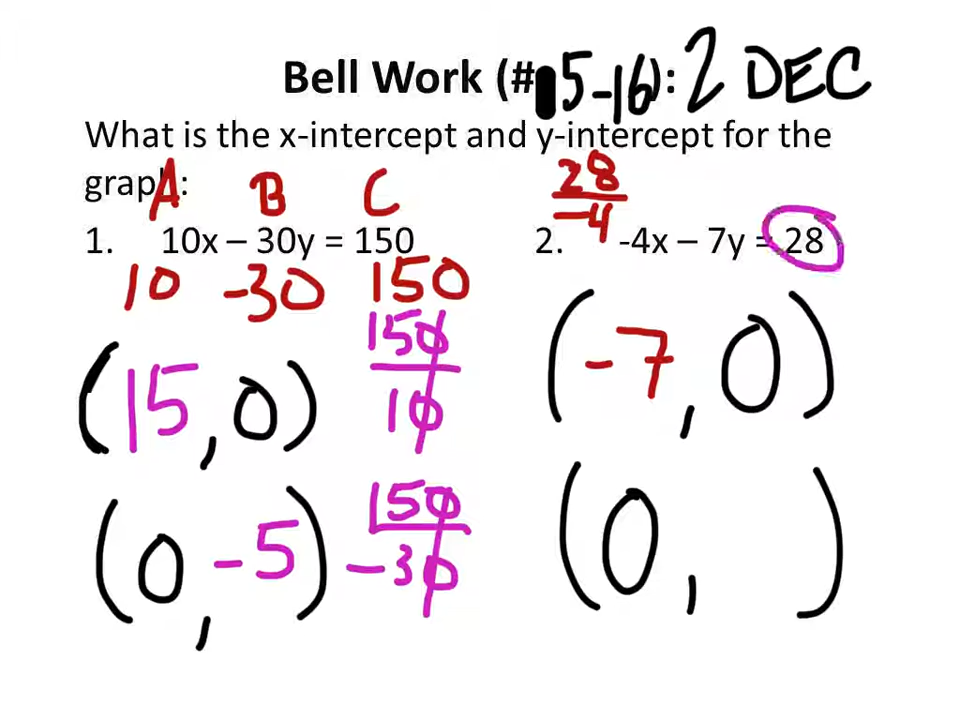 Bell Work (#15-16): 2 DEC
What is the x-intercept and y-intercept for the
graph:
A B C
1. 10x – 30y = 150
10 -30 150
150
10
(15, 0)
150
-30
(0, -5)
28
-4
2. -4x – 7y = 28
(-7, 0)
(0, )